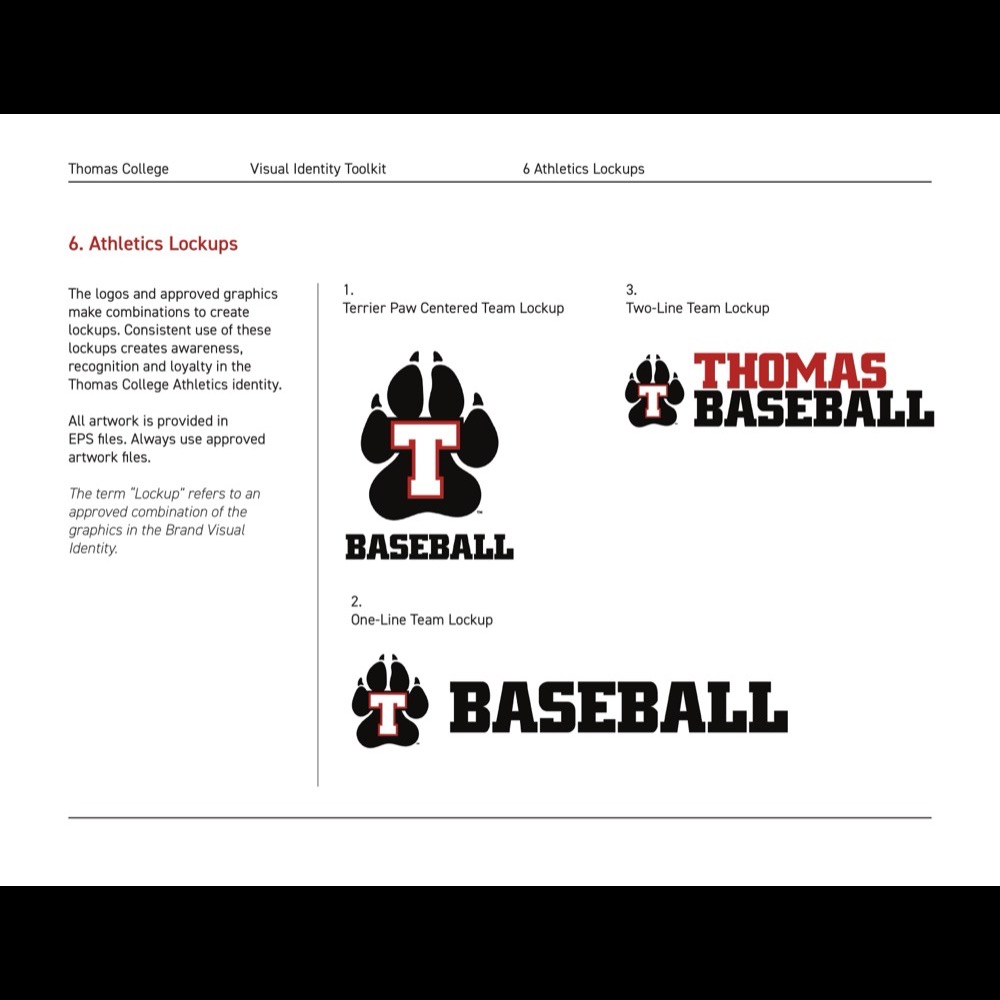 Thomas College
Visual Identity Toolkit
6 Athletics Lockups
6. Athletics Lockups
The logos and approved graphics
make combinations to create
lockups. Consistent use of these
lockups creates awareness,
recognition and loyalty in the
Thomas College Athletics identity.
All artwork is provided in
EPS files. Always use approved
artwork files.
The term "Lockup" refers to an
approved combination of the
graphics in the Brand Visual
Identity.
1.
Terrier Paw Centered Team Lockup
T
™
BASEBALL
2.
One-Line Team Lockup
T
BASEBALL
3.
Two-Line Team Lockup
T
THOMAS
BASEBALL